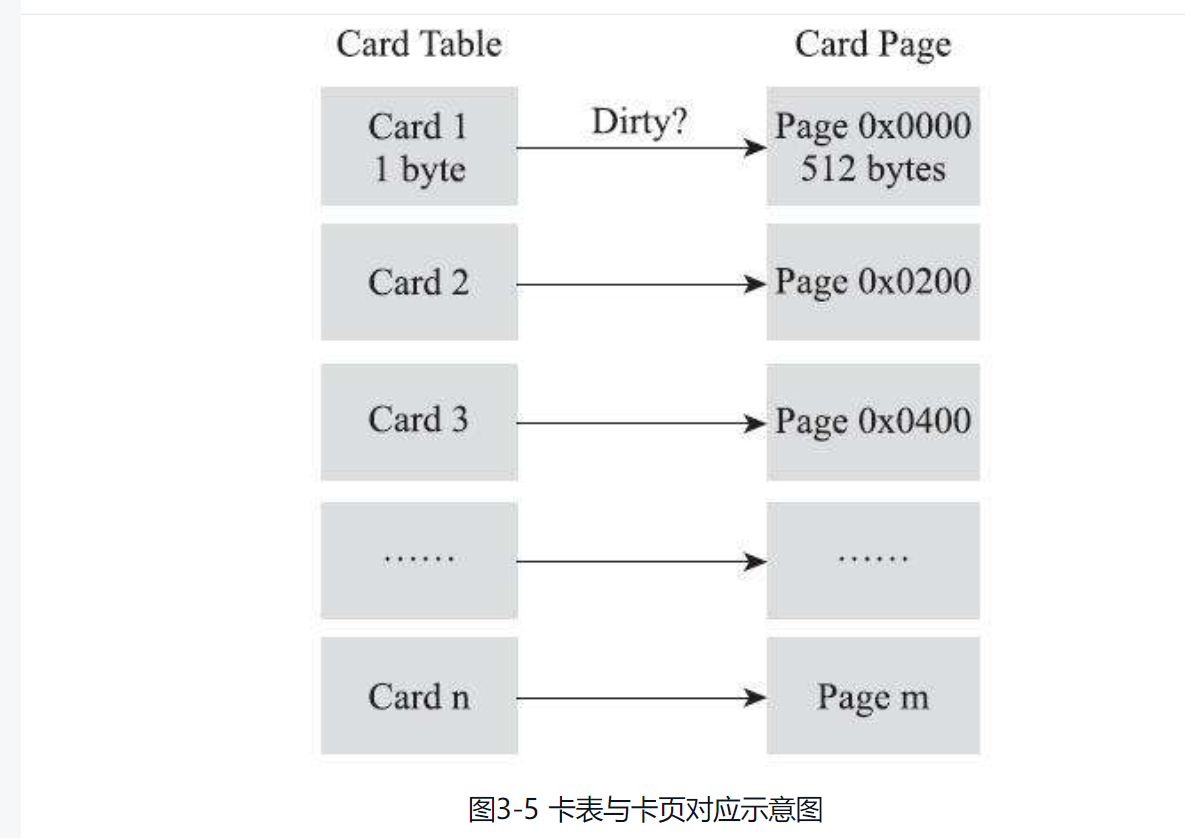 Card Table
Card Page
Card 1
1 byte
Dirty?
Page 0x0000
512 bytes
Card 2
Page 0x0200
Card 3
Page 0x0400
······
······
Card n
Page m
图3-5 卡表与卡页对应示意图